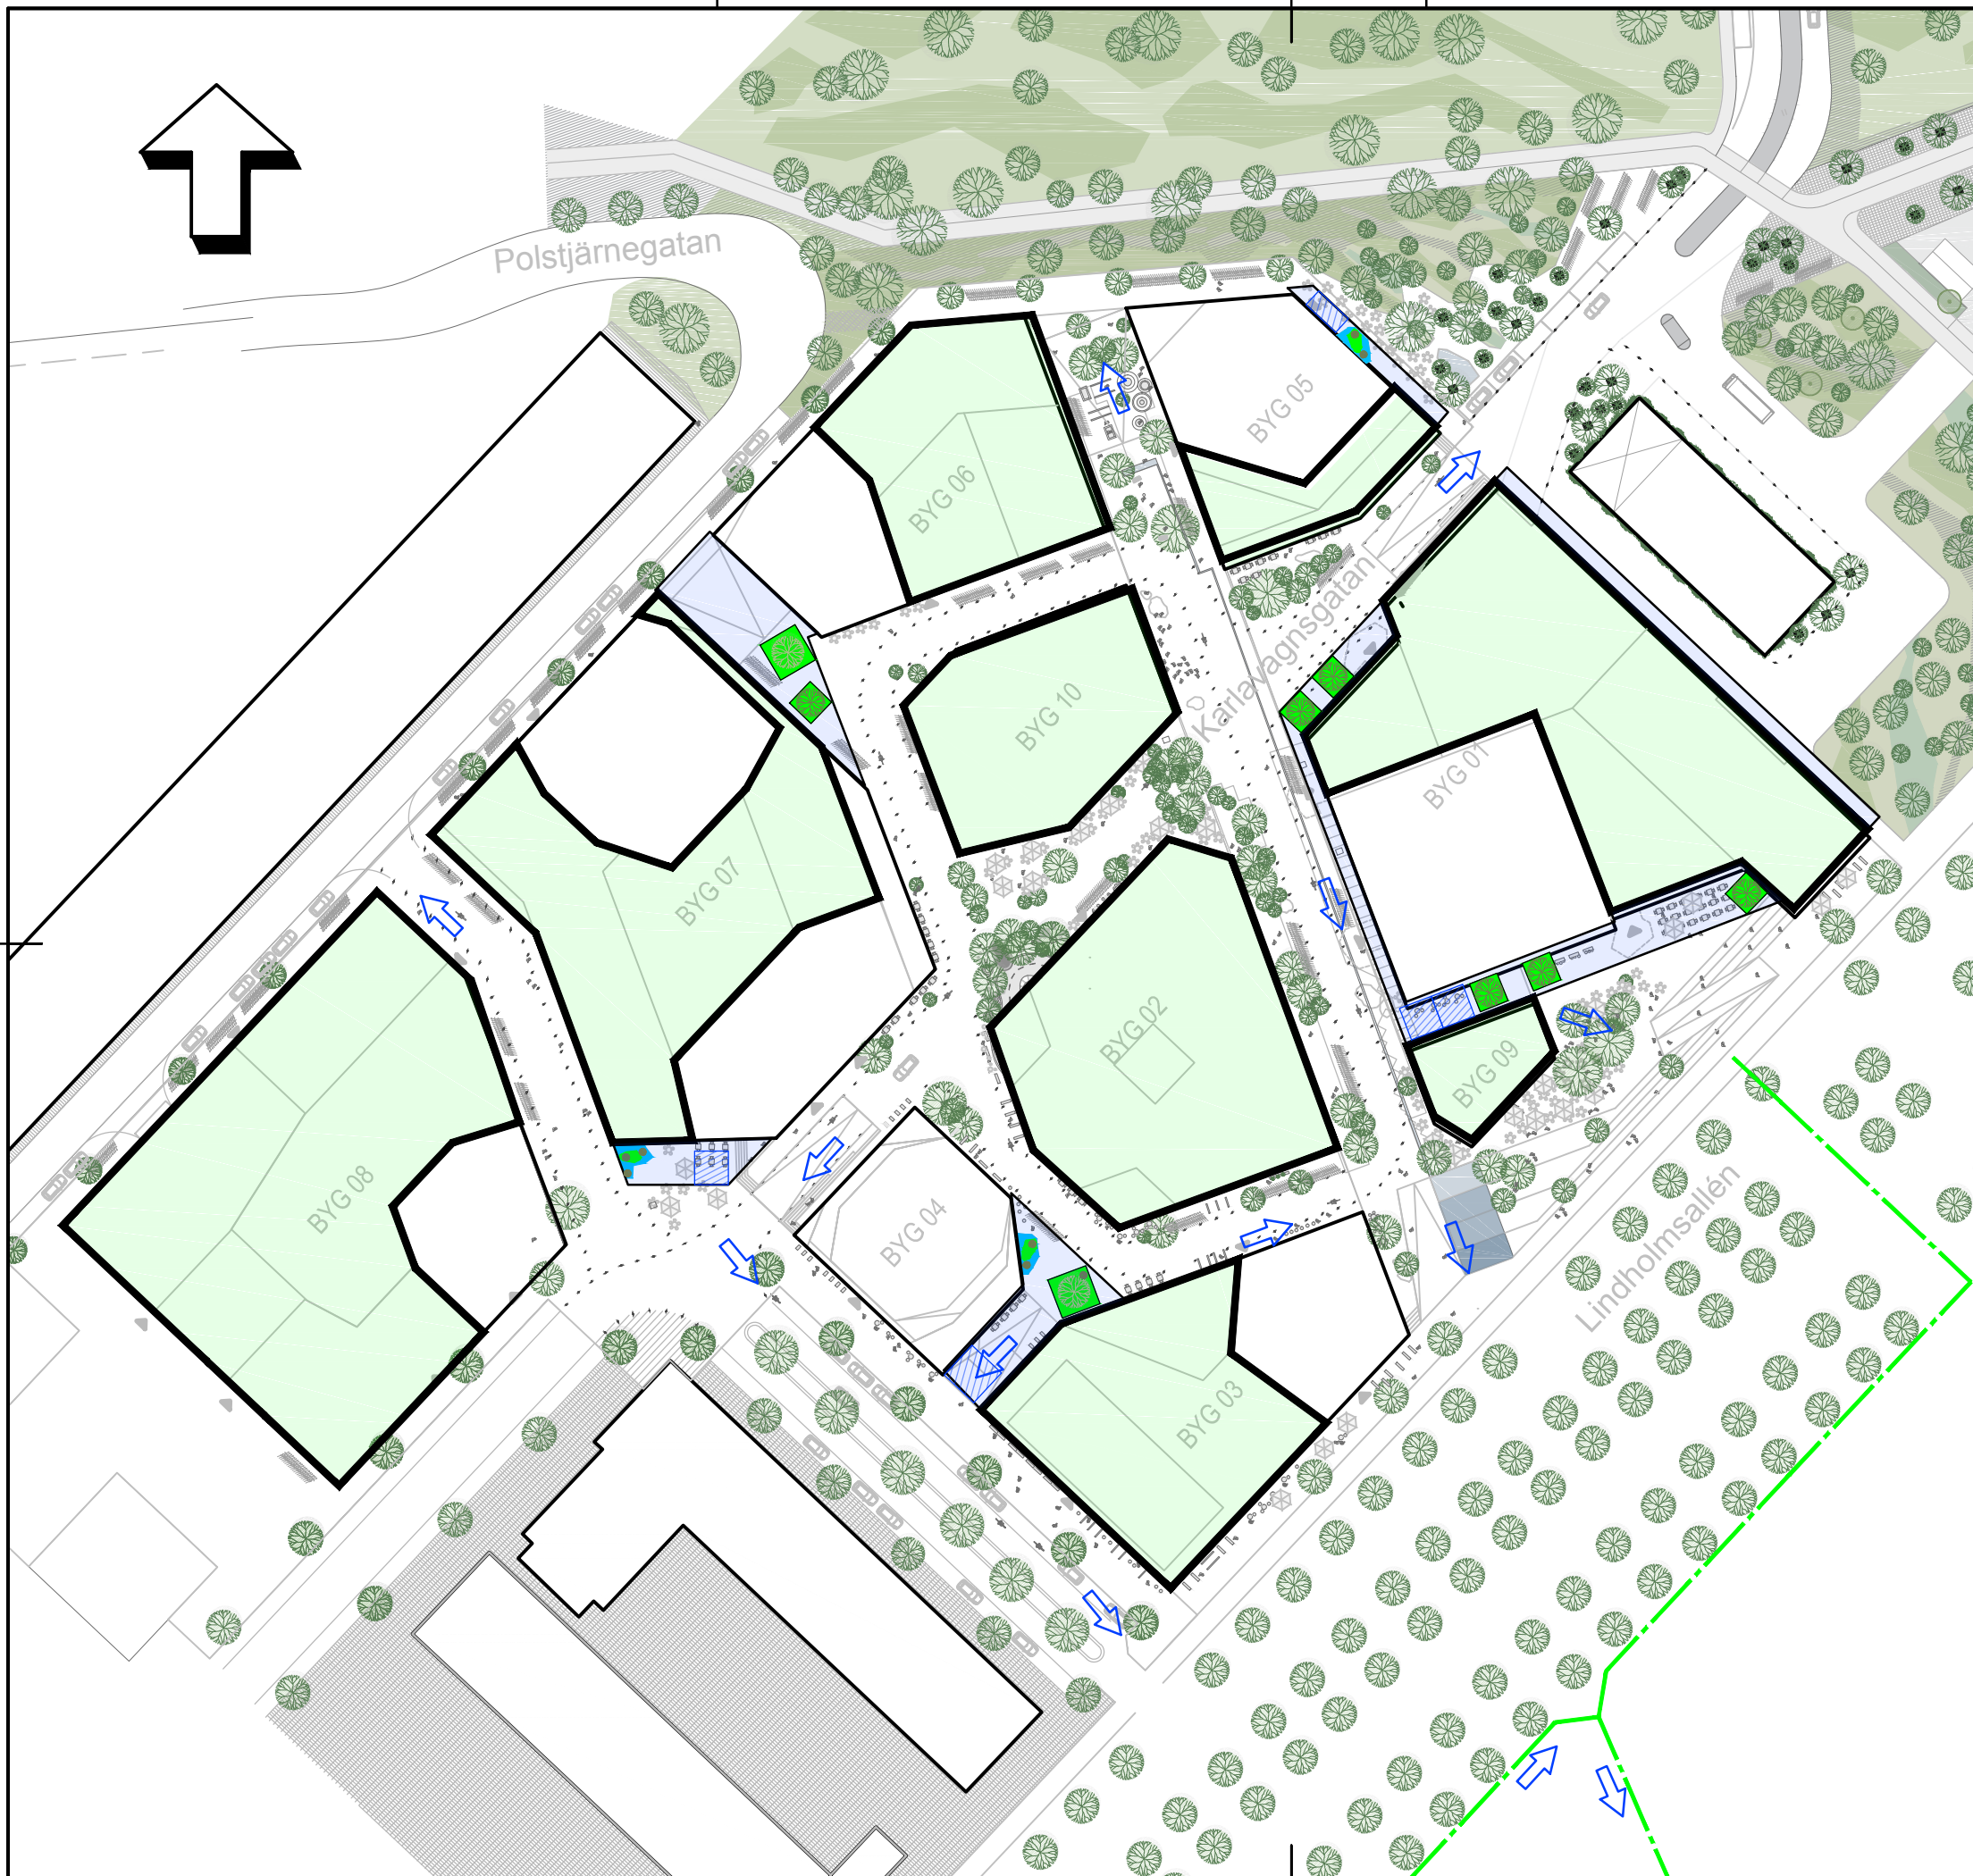 Polstjärnegatan
BYG 05
BYG 06
Karlavagnsgatan
BYG 10
BYG 01
BYG 07
BYG 02
BYG 09
BYG 08
BYG 04
Lindholmsallén
BYG 03